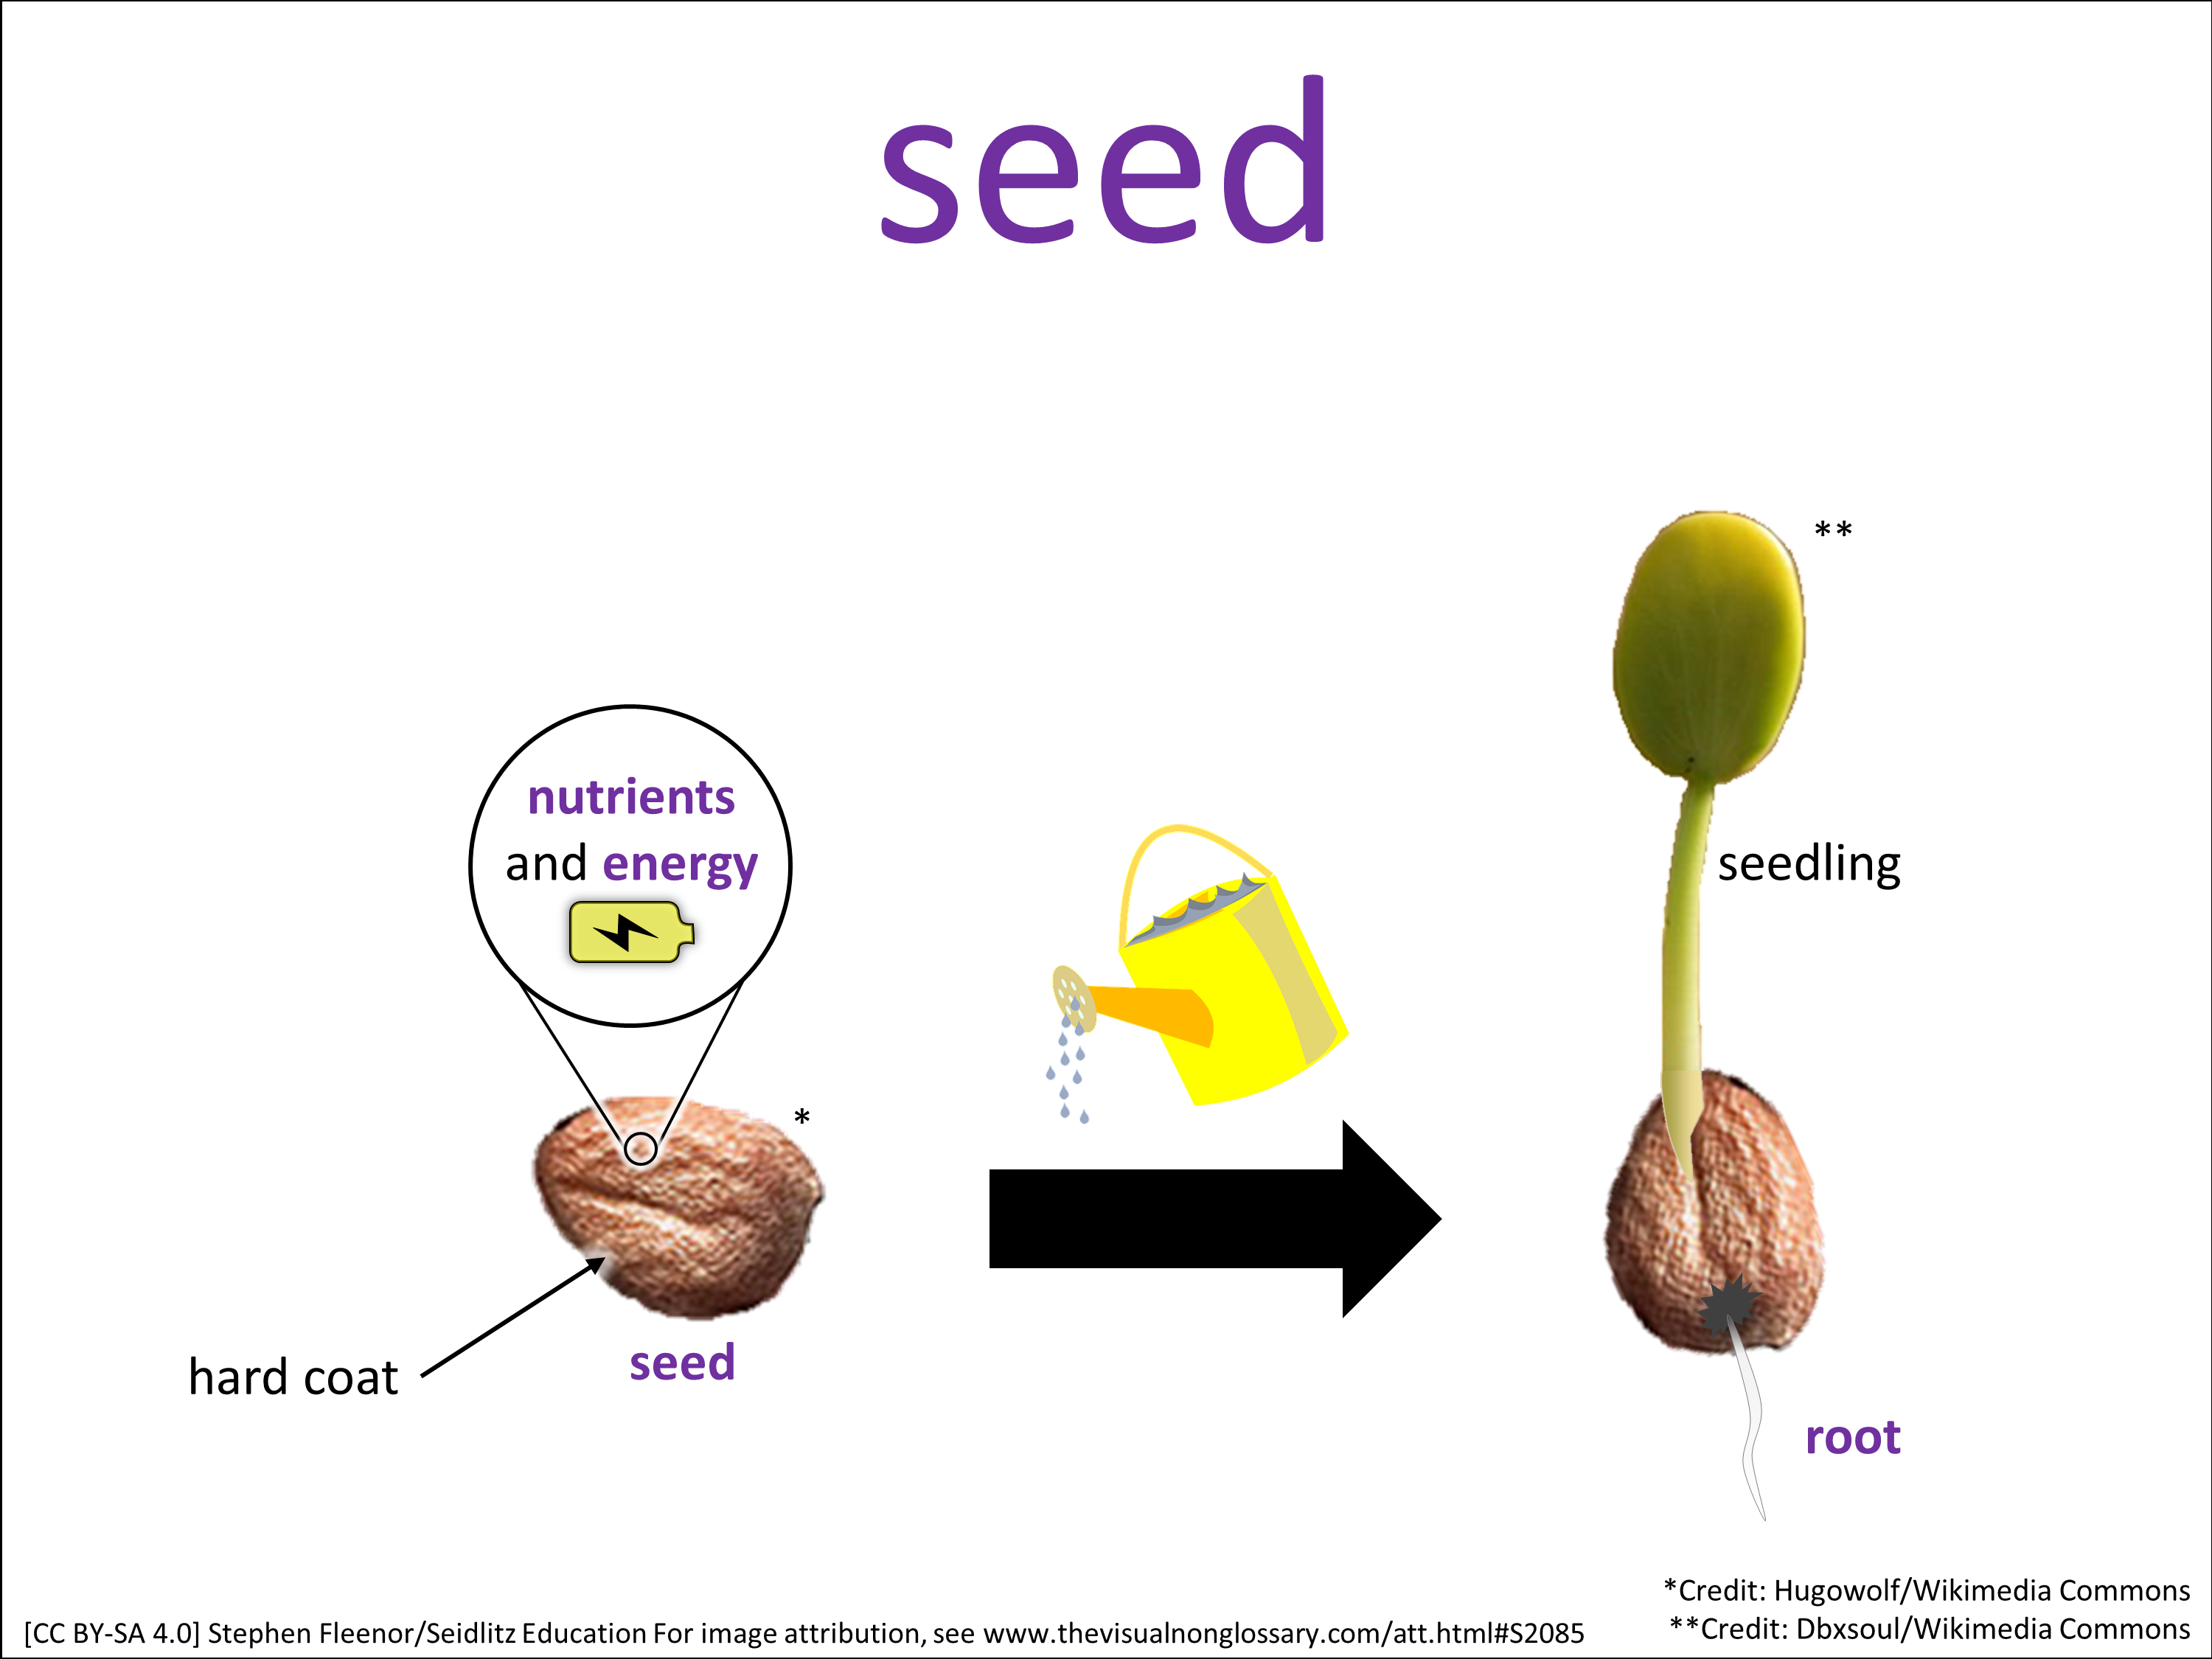 seed
**
nutrients
and energy
seedling
*
hard coat
seed
root
*Credit: Hugowolf/Wikimedia Commons
**Credit: Dbxsoul/Wikimedia Commons
[CC BY-SA 4.0] Stephen Fleenor/Seidlitz Education For image attribution, see www.thevisualnonglossary.com/att.html#S2085